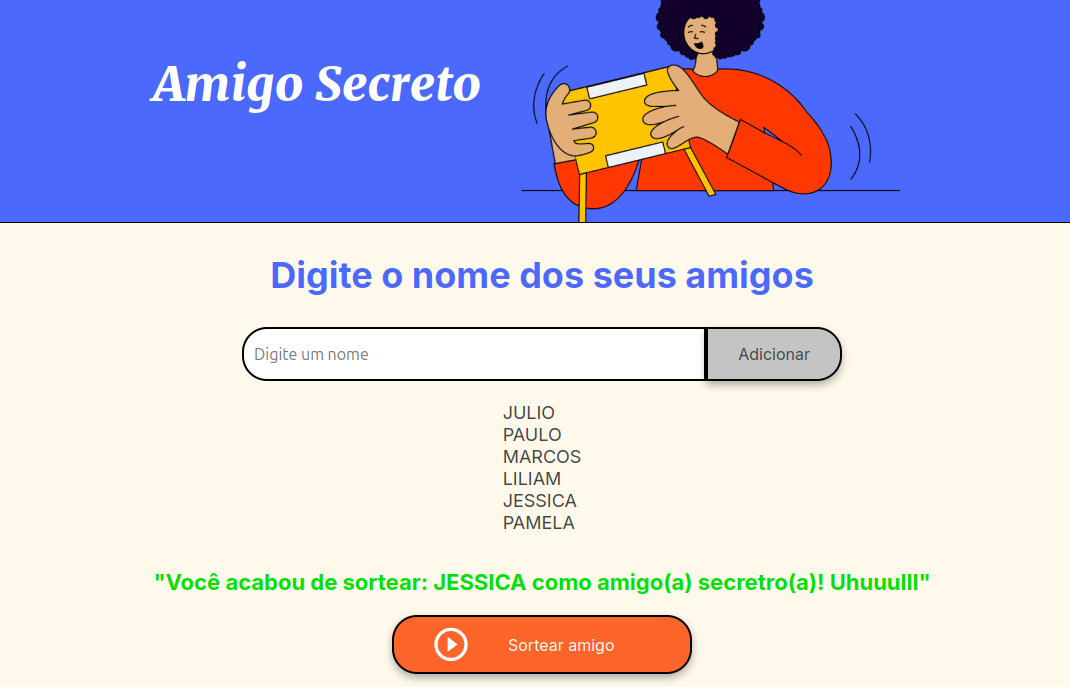 Amigo Secreto
Digite o nome dos seus amigos
Digite um nome
Adicionar
JULIO
PAULO
MARCOS
LILIAM
JESSICA
PAMELA
"Você acabou de sortear: JESSICA como amigo(a) secretro(a)! Uhuuulll"
Sortear amigo